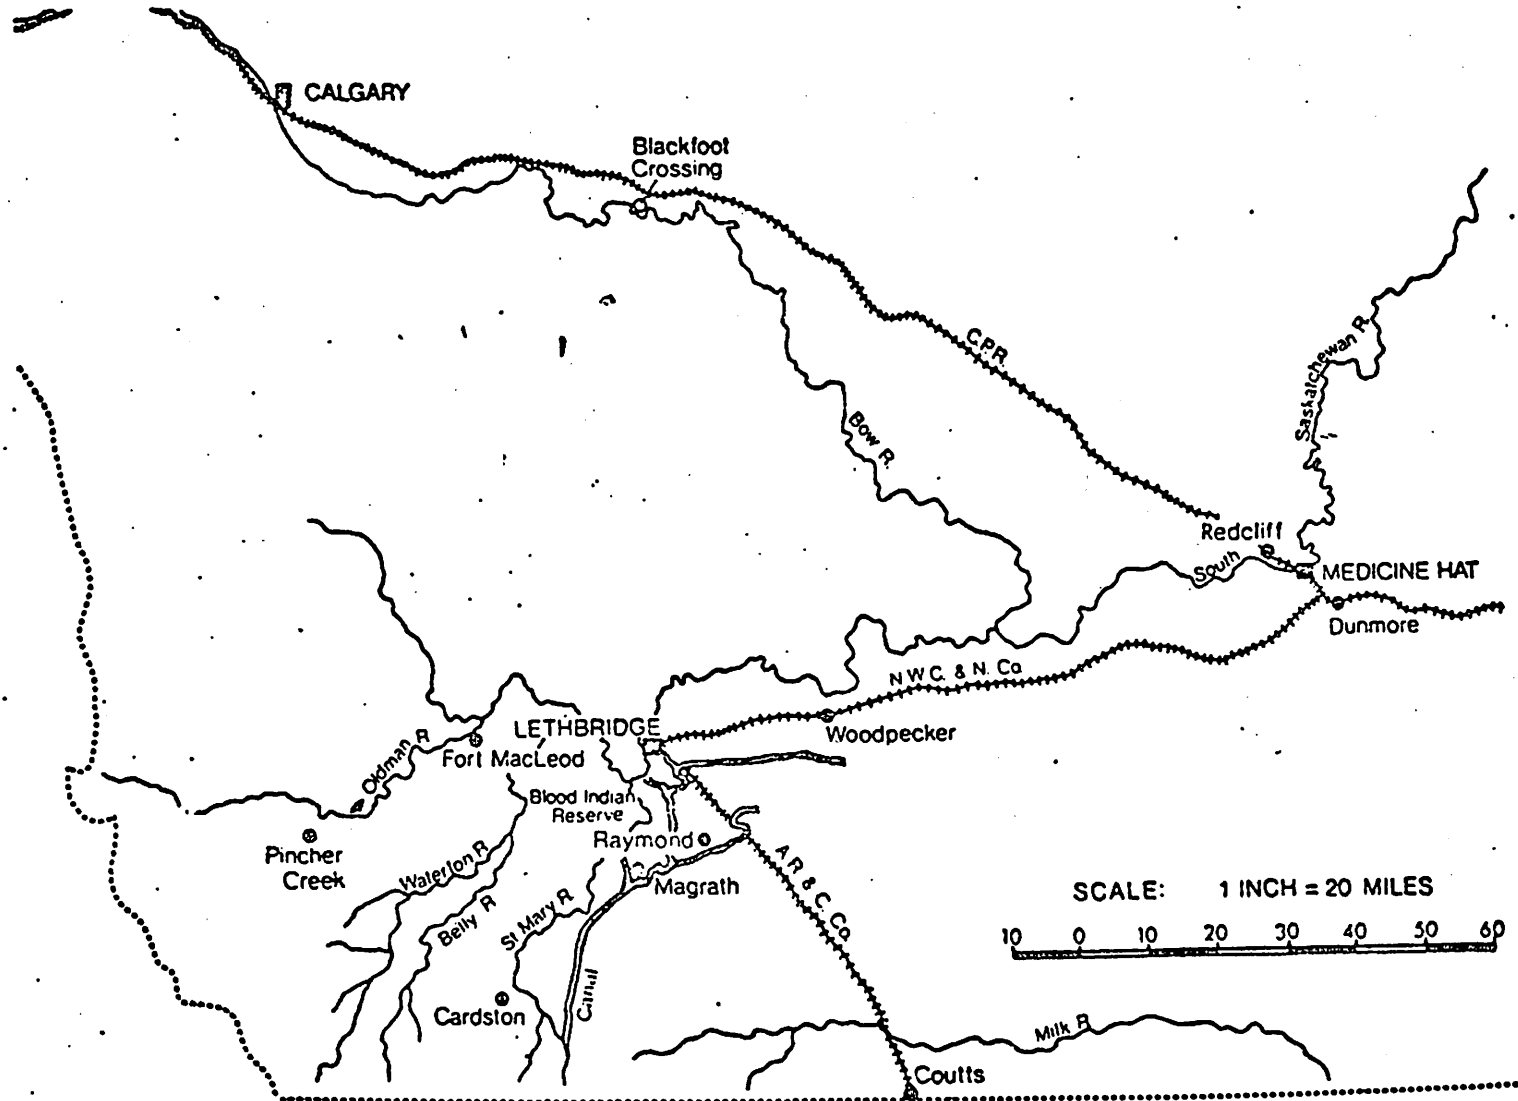 CALGARY
Blackfoot
Crossing
C.P.R.
Saskatchewan R.
Bow R.
Redcliff
South
MEDICINE HAT
Dunmore
N.W.C. & N. Co.
LETHBRIDGE
Woodpecker
Oldman R
Fort MacLeod
Blood Indian
Reserve
Raymond
Pincher
Creek
Waterton R
Magrath
A R & C. Co.
SCALE: 1 INCH = 20 MILES
Belly R
St Mary R
10 0 10 20 30 40 50 60
Canal
Cardston
Milk R
Coutts